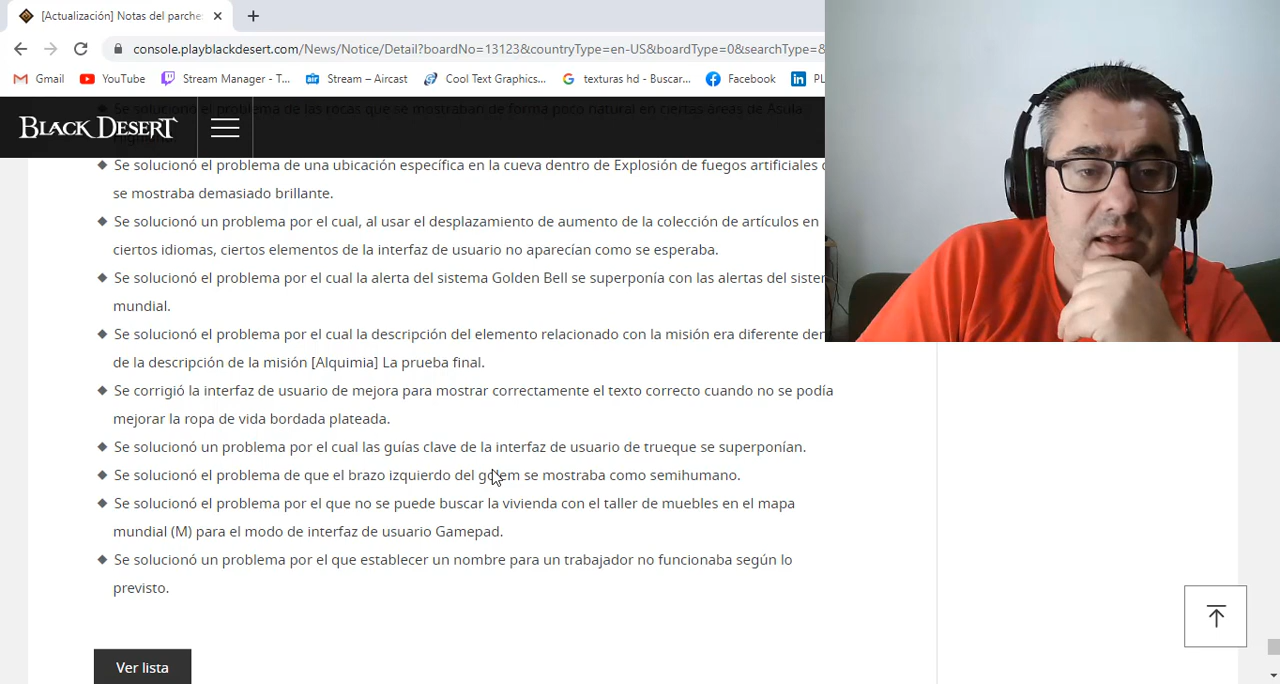 [Actualización] Notas del parche
console.playblackdesert.com/News/Notice/Detail?boardNo=13123&countryType=en-US&boardType=0&searchType=&
Gmail YouTube Stream Manager - T... Stream – Aircast Cool Text Graphics... texturas hd - Buscar... Facebook
Se solucionó el problema de las rocas que se mostraban de forma poco natural en ciertas áreas de Asula
BLACK DESERT
Se solucionó el problema de una ubicación específica en la cueva dentro de Explosión de fuegos artificiales
se mostraba demasiado brillante.
Se solucionó un problema por el cual, al usar el desplazamiento de aumento de la colección de artículos en
ciertos idiomas, ciertos elementos de la interfaz de usuario no aparecían como se esperaba.
Se solucionó el problema por el cual la alerta del sistema Golden Bell se superponía con las alertas del
mundial.
Se solucionó el problema por el cual la descripción del elemento relacionado con la misión era diferente
de la descripción de la misión [Alquimia] La prueba final.
Se corrigió la interfaz de usuario de mejora para mostrar correctamente el texto correcto cuando no se podía
mejorar la ropa de vida bordada plateada.
Se solucionó un problema por el cual las guías clave de la interfaz de usuario de trueque se superponían.
Se solucionó el problema de que el brazo izquierdo del golem se mostraba como semihumano.
Se solucionó el problema por el que no se puede buscar la vivienda con el taller de muebles en el mapa
mundial (M) para el modo de interfaz de usuario Gamepad.
Se solucionó un problema por el que establecer un nombre para un trabajador no funcionaba según lo
previsto.
Ver lista